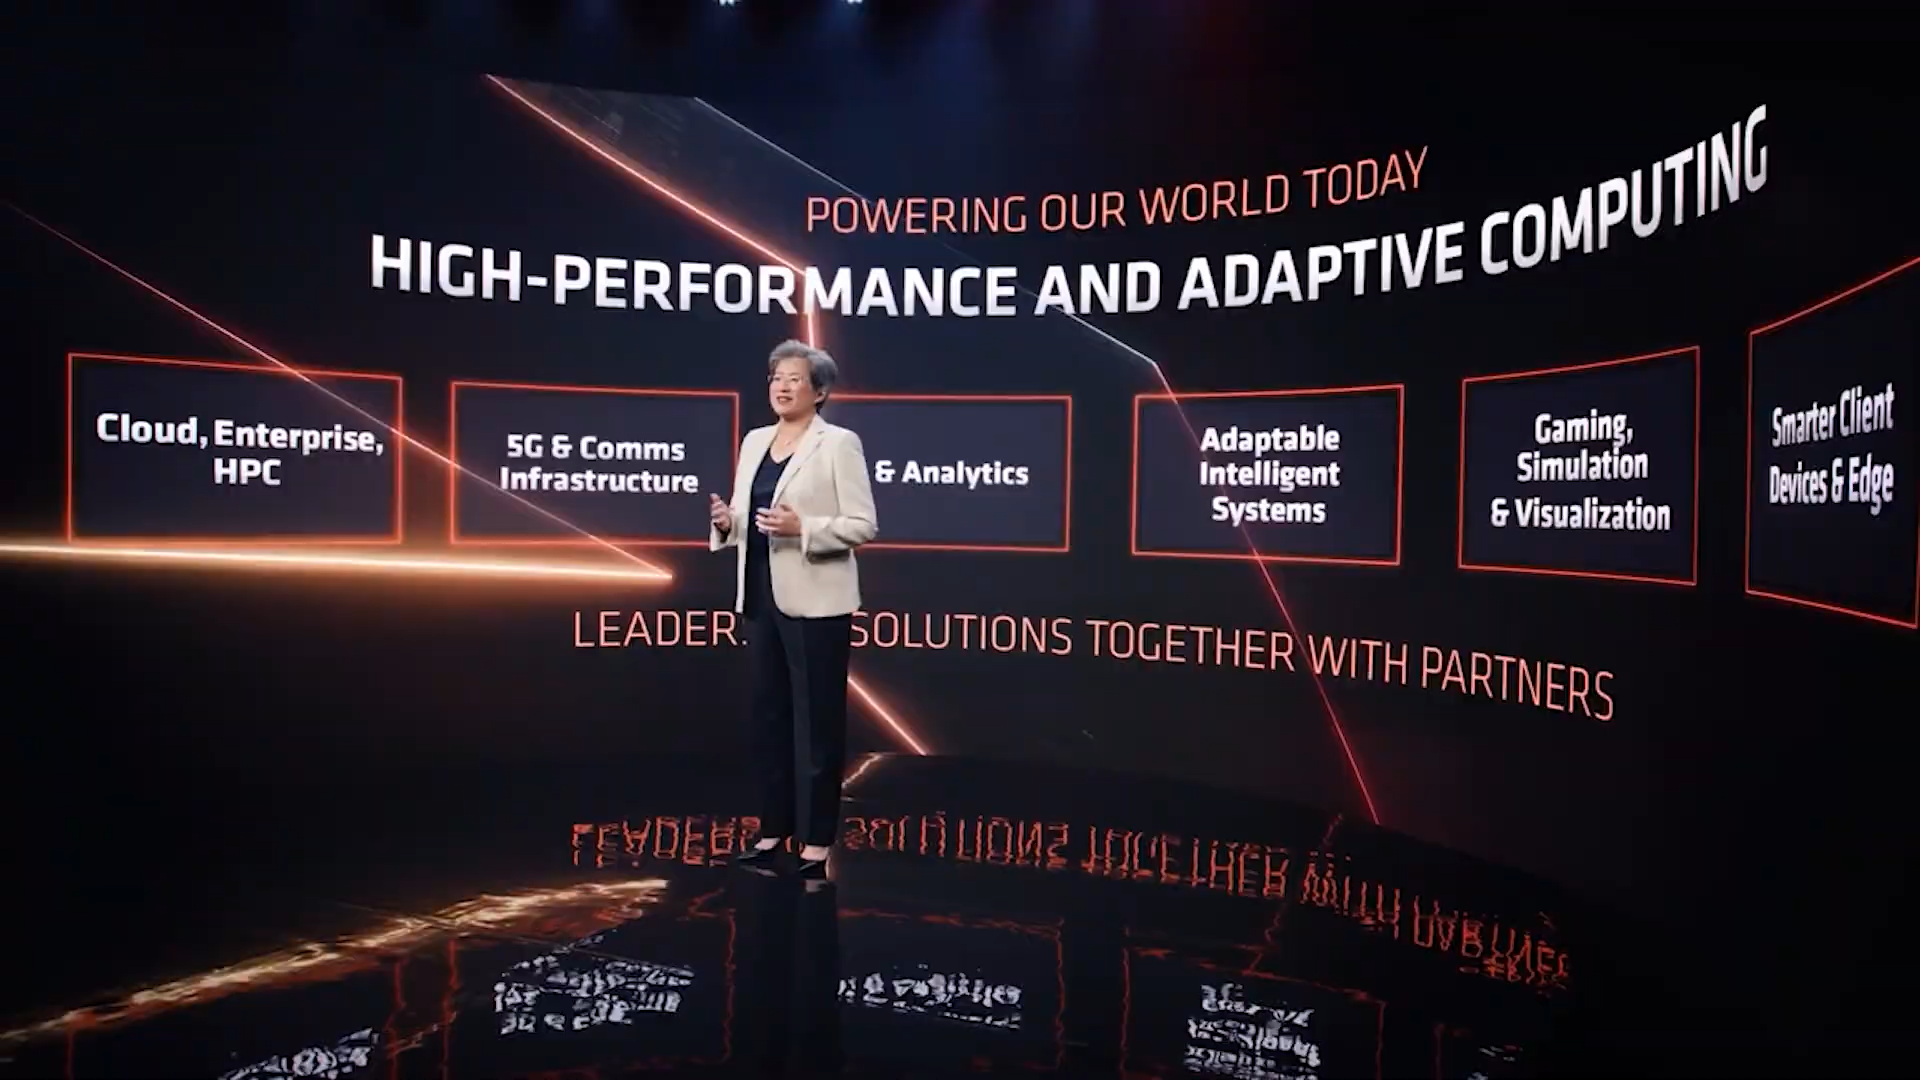 POWERING OUR WORLD TODAY
HIGH-PERFORMANCE AND ADAPTIVE COMPUTING
Cloud, Enterprise,
HPC
5G & Comms
Infrastructure
& Analytics
Adaptable
Intelligent
Systems
Gaming,
Simulation
& Visualization
Smarter Client
Devices & Edge
SOLUTIONS TOGETHER WITH PARTNERS